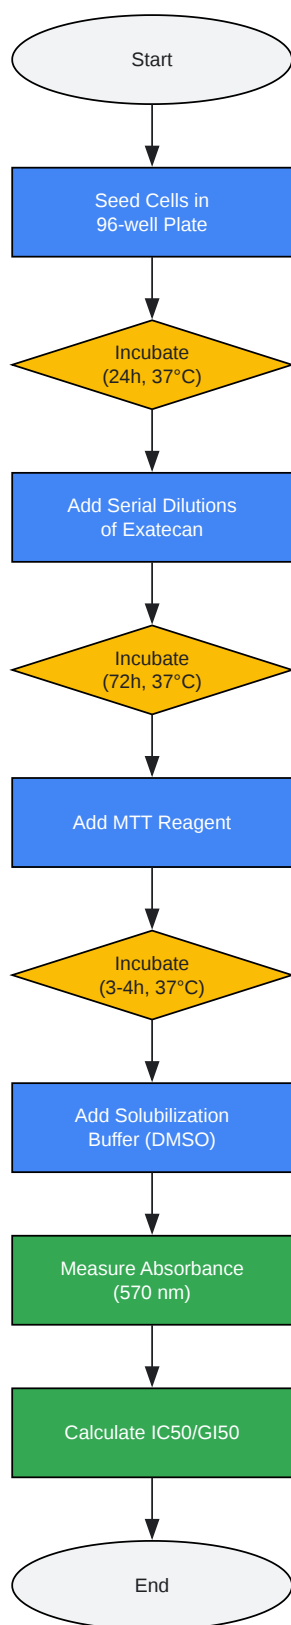 Start
Seed Cells in
96-well Plate
Incubate
(24h, 37°C)
Add Serial Dilutions
of Exatecan
Incubate
(72h, 37°C)
Add MTT Reagent
Incubate
(3-4h, 37°C)
Add Solubilization
Buffer (DMSO)
Measure Absorbance
(570 nm)
Calculate IC50/GI50
End